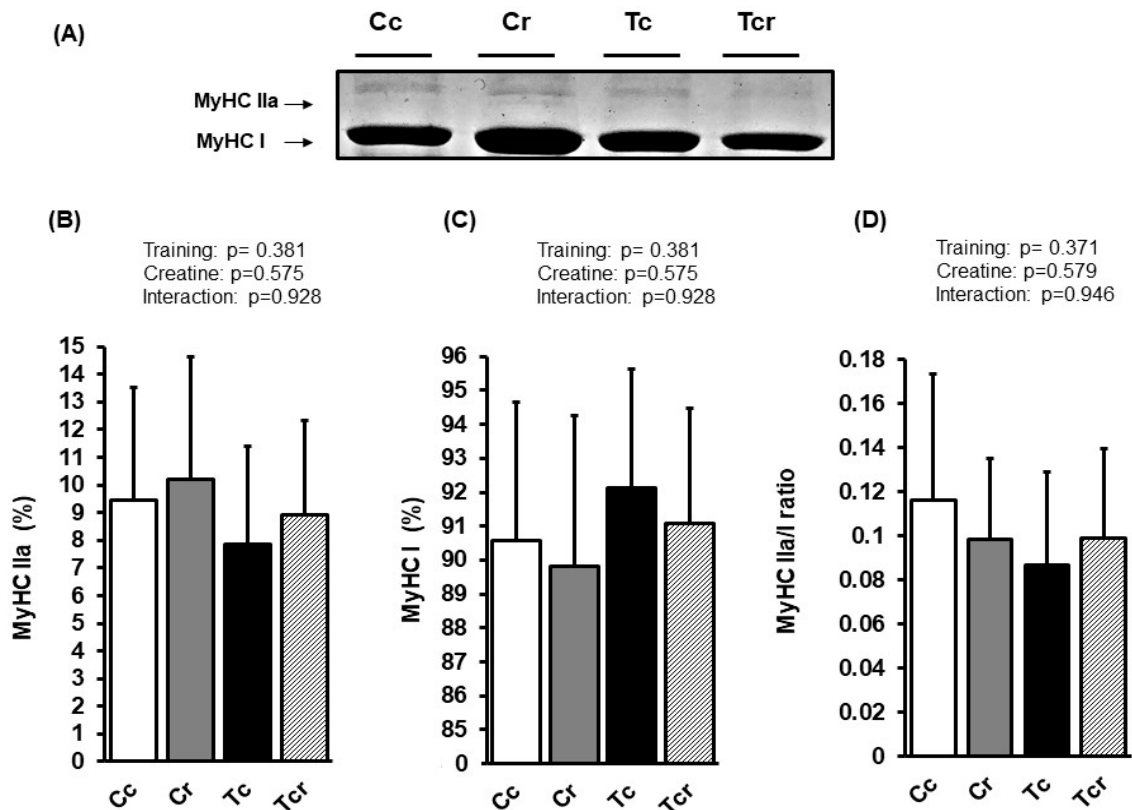 (A)
Cc Cr Tc Tcr
MyHC IIa
MyHC I
(B)
Training: p= 0.381
Creatine: p=0.575
Interaction: p=0.928
MyHC IIa (%)
15
14
13
12
11
10
9
8
7
6
5
4
3
2
1
0
Cc Cr Tc Tcr
(C)
Training: p= 0.381
Creatine: p=0.575
Interaction: p=0.928
MyHC I (%)
96
95
94
93
92
91
90
89
88
87
86
85
0
Cc Cr Tc Tcr
(D)
Training: p= 0.371
Creatine: p=0.579
Interaction: p=0.946
MyHC IIa/I ratio
0.18
0.16
0.14
0.12
0.1
0.08
0.06
0.04
0.02
0
Cc Cr Tc Tcr